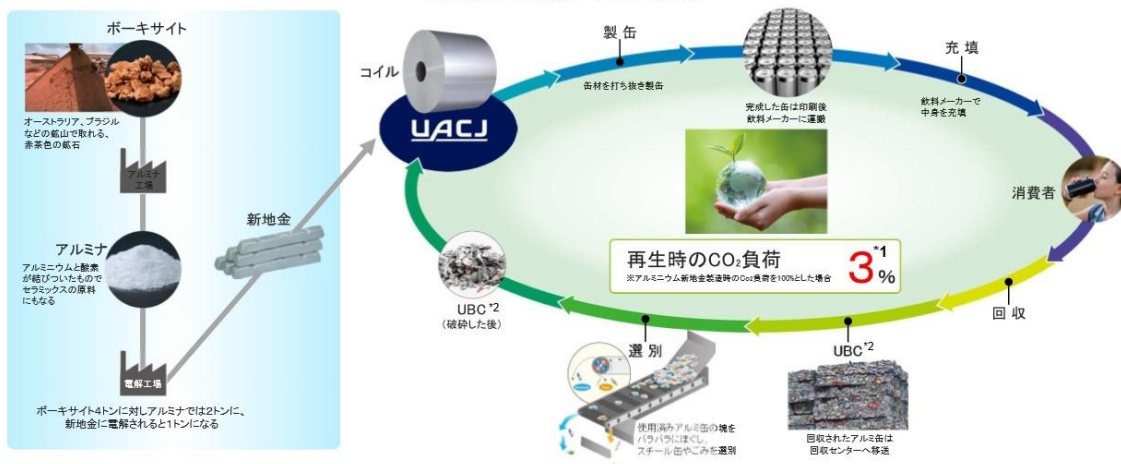 ボーキサイト
オーストラリア、ブラジル
などの鉱山で取れる、
赤茶色の鉱石
アルミナ
工場
アルミナ
アルミニウムと酸素
が結びついたもので
セラミックスの原料
にもなる
電解工場
ボーキサイト4トンに対しアルミナでは2トンに、
新地金に電解されると1トンになる
新地金
コイル
UACJ
製缶
缶材を打ち抜き製缶
完成した缶は印刷後
飲料メーカーに運搬
充填
飲料メーカーで
中身を充填
消費者
回収
再生時のCO₂負荷 3%*1
※アルミニウム新地金製造時のCo2負荷を100%とした場合
UBC*2
回収されたアルミ缶は
回収センターへ移送
選別
使用済みアルミ缶の塊を
バラバラにほぐし、
スチール缶やごみを選別
UBC*2
(破砕した後)